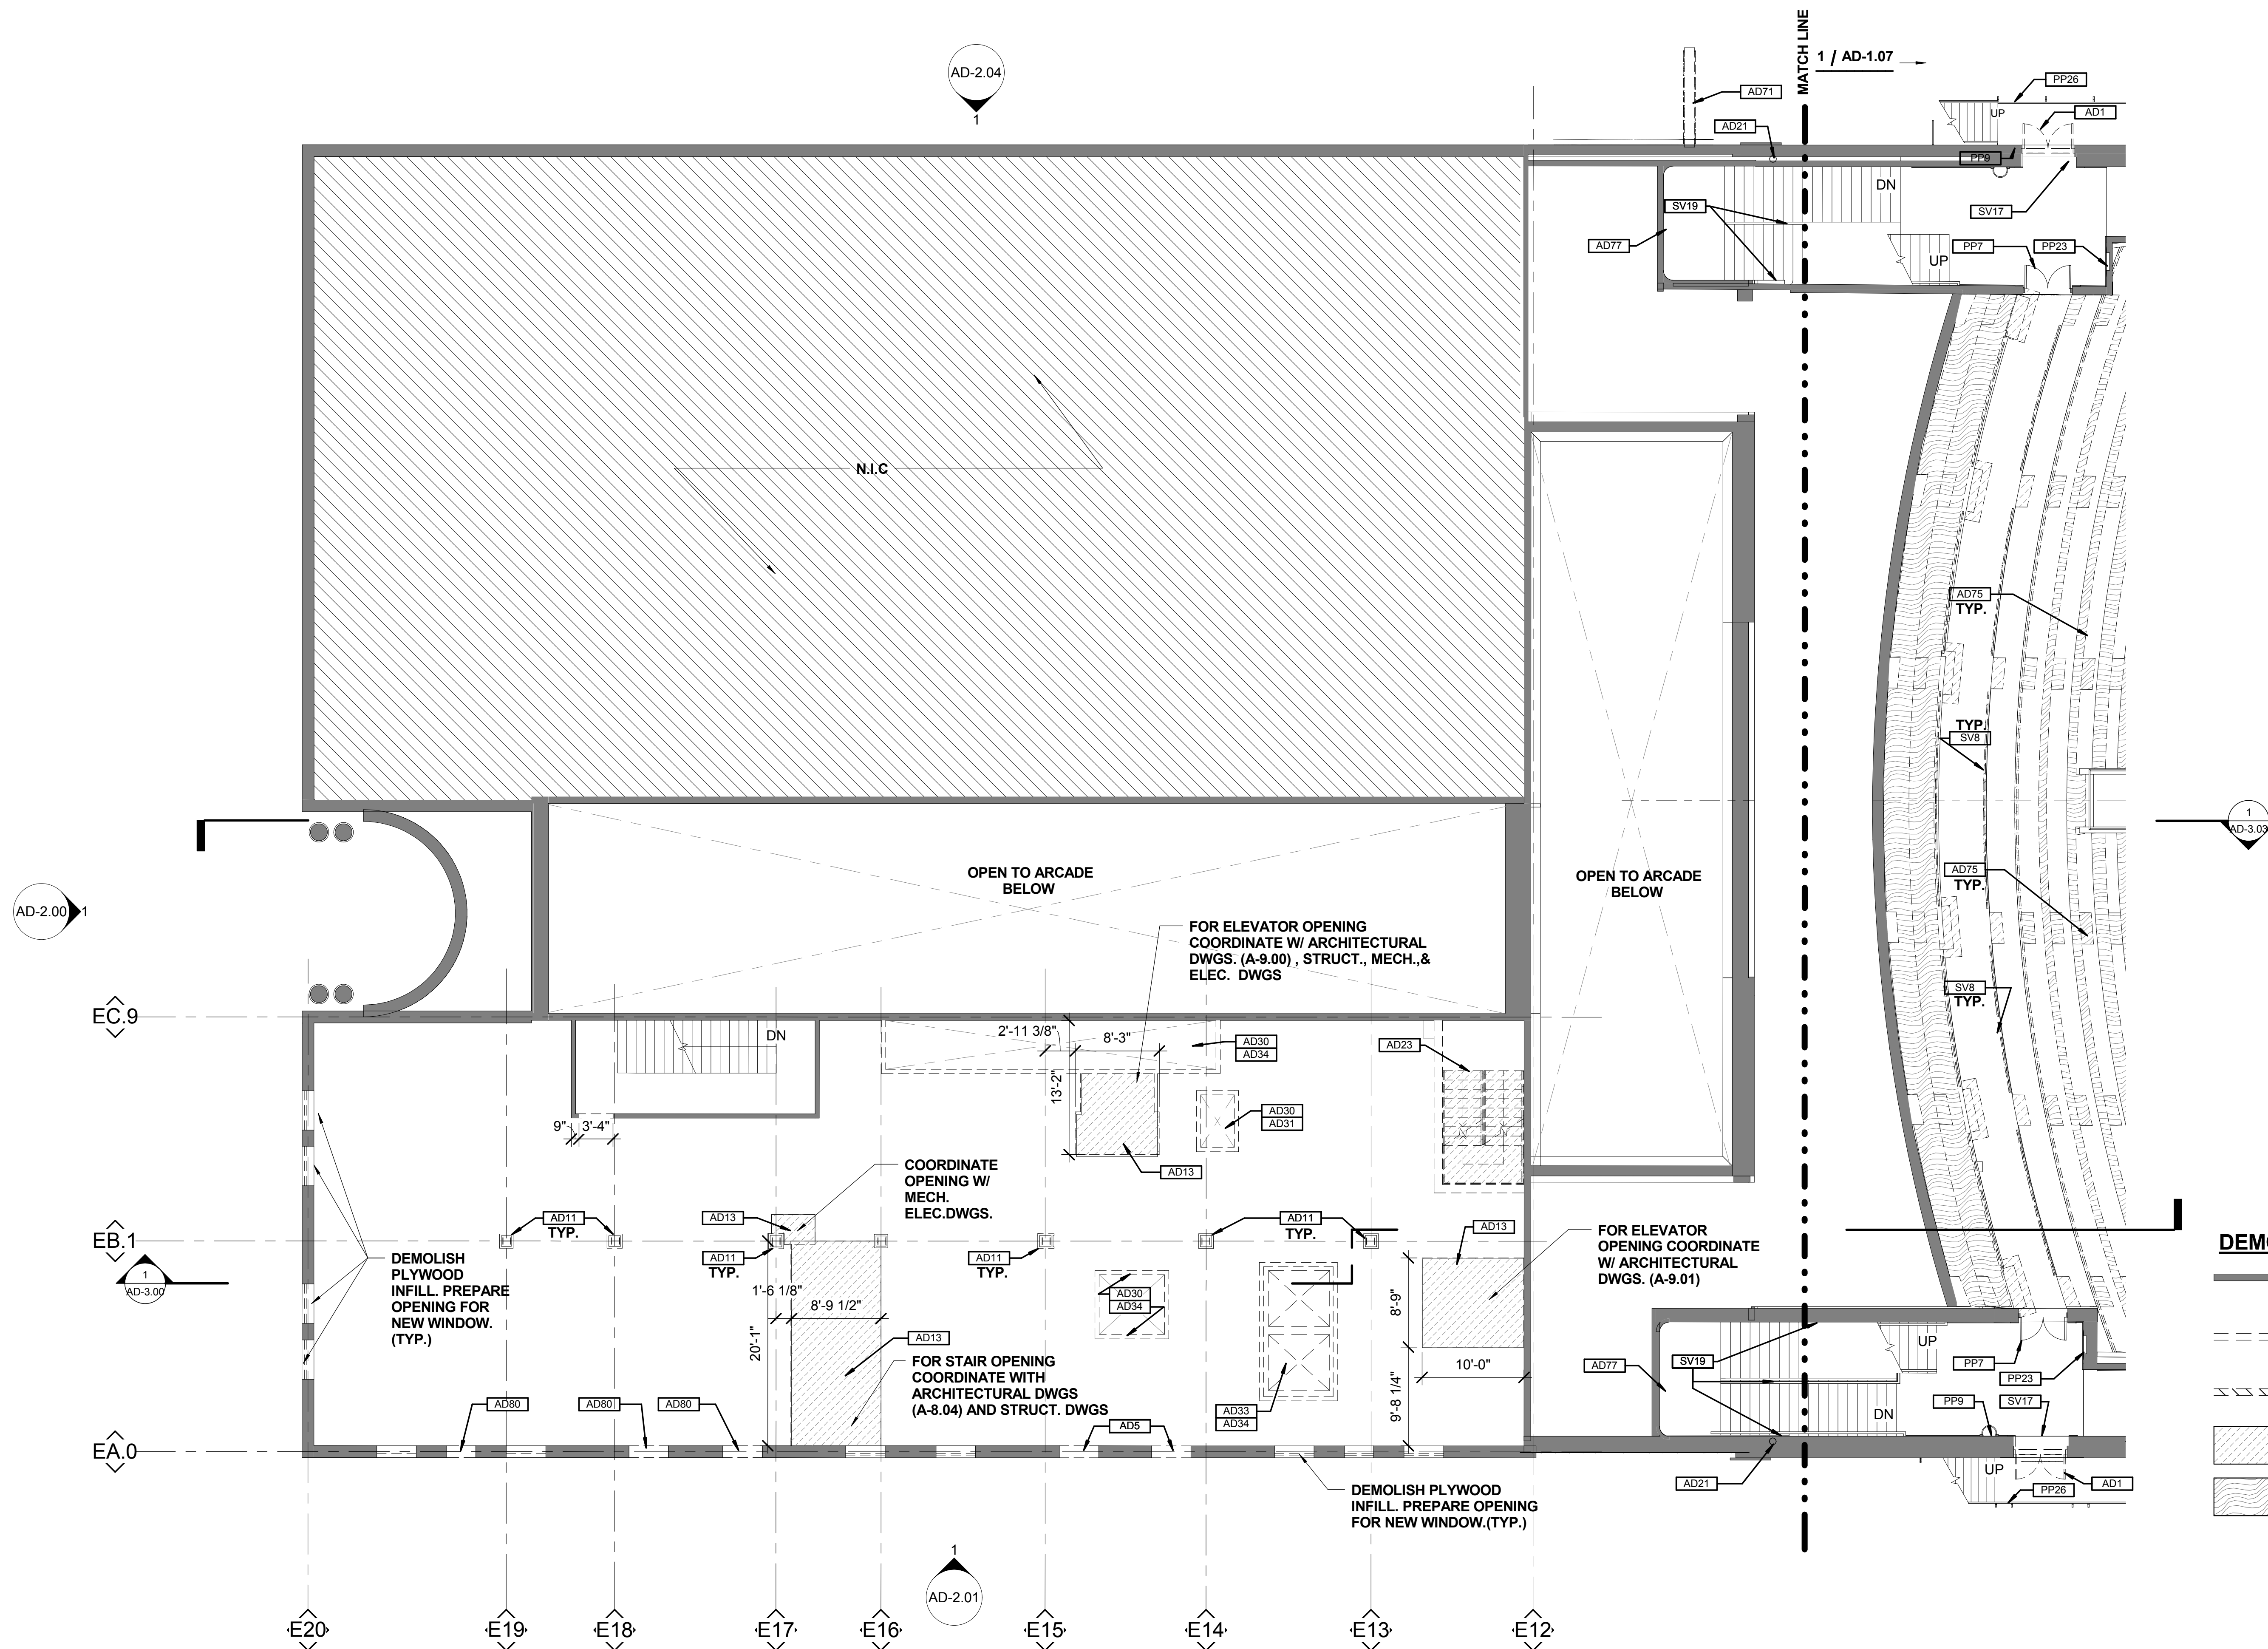 MATCH LINE
1 / AD-1.07
AD-2.04
1
AD71
AD21
PP26
UP
AD1
PP9
DN
SV19
SV17
AD77
PP7
PP23
UP
N.I.C
AD75
TYP.
TYP.
SV8
1
AD-3.03
OPEN TO ARCADE
BELOW
OPEN TO ARCADE
BELOW
AD75
TYP.
AD-2.00
1
FOR ELEVATOR OPENING
COORDINATE W/ ARCHITECTURAL
DWGS. (A-9.00) , STRUCT., MECH.,&
ELEC. DWGS
SV8
TYP.
EC.9
DN
2'-11 3/8"
8'-3"
13'-2"
AD30
AD34
AD23
9"
3'-4"
AD30
AD31
AD13
COORDINATE
OPENING W/
MECH.
ELEC.DWGS.
EB.1
AD11
TYP.
AD13
AD11
TYP.
AD11
TYP.
AD11
TYP.
AD13
FOR ELEVATOR
OPENING COORDINATE
W/ ARCHITECTURAL
DWGS. (A-9.01)
DEMO
1
AD-3.00
DEMOLISH
PLYWOOD
INFILL. PREPARE
OPENING FOR
NEW WINDOW.
(TYP.)
1'-6 1/8"
8'-9 1/2"
20'-1"
AD30
AD34
8'-9"
10'-0"
9'-8 1/4"
AD13
FOR STAIR OPENING
COORDINATE WITH
ARCHITECTURAL DWGS
(A-8.04) AND STRUCT. DWGS
AD77
SV19
UP
PP7
PP23
AD80
AD80
AD80
AD33
AD34
AD5
PP9
SV17
DN
EA.0
AD21
UP
PP26
AD1
DEMOLISH PLYWOOD
INFILL. PREPARE OPENING
FOR NEW WINDOW.(TYP.)
1
AD-2.01
E20
E19
E18
E17
E16
E15
E14
E13
E12